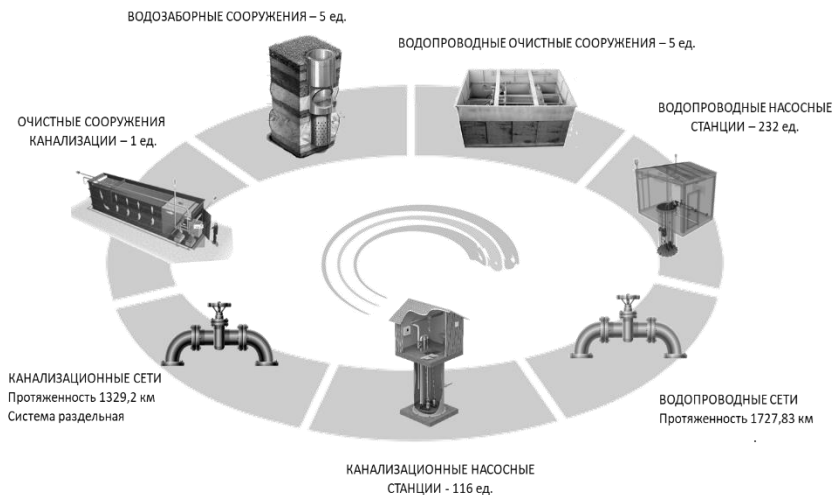 ВОДОЗАБОРНЫЕ СООРУЖЕНИЯ – 5 ед.
ВОДОПРОВОДНЫЕ ОЧИСТНЫЕ СООРУЖЕНИЯ – 5 ед.
ВОДОПРОВОДНЫЕ НАСОСНЫЕ
СТАНЦИИ – 232 ед.
ОЧИСТНЫЕ СООРУЖЕНИЯ
КАНАЛИЗАЦИИ – 1 ед.
КАНАЛИЗАЦИОННЫЕ СЕТИ
Протяженность 1329,2 км
Система раздельная
ВОДОПРОВОДНЫЕ СЕТИ
Протяженность 1727,83 км
.
КАНАЛИЗАЦИОННЫЕ НАСОСНЫЕ
СТАНЦИИ - 116 ед.